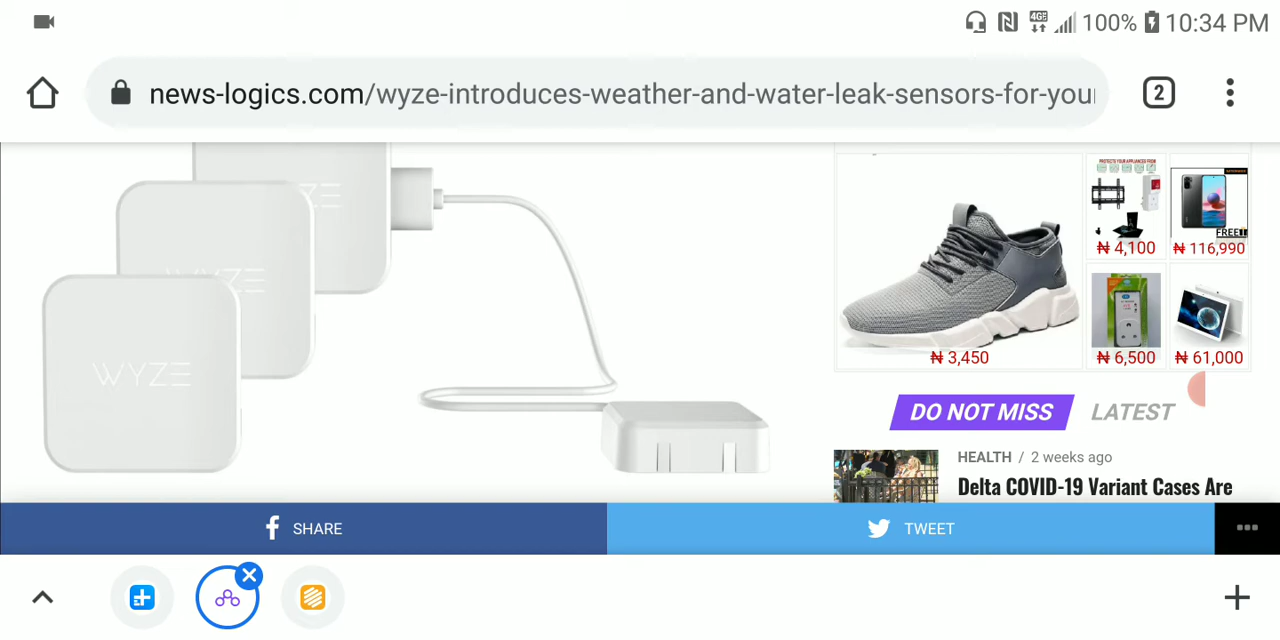 100% 10:34 PM
news-logics.com/wyze-introduces-weather-and-water-leak-sensors-for-your
2
WYZE
₦ 3,450
₦ 4,100
₦ 116,990
FREE
₦ 6,500
₦ 61,000
DO NOT MISS
LATEST
HEALTH / 2 weeks ago
Delta COVID-19 Variant Cases Are
SHARE
TWEET